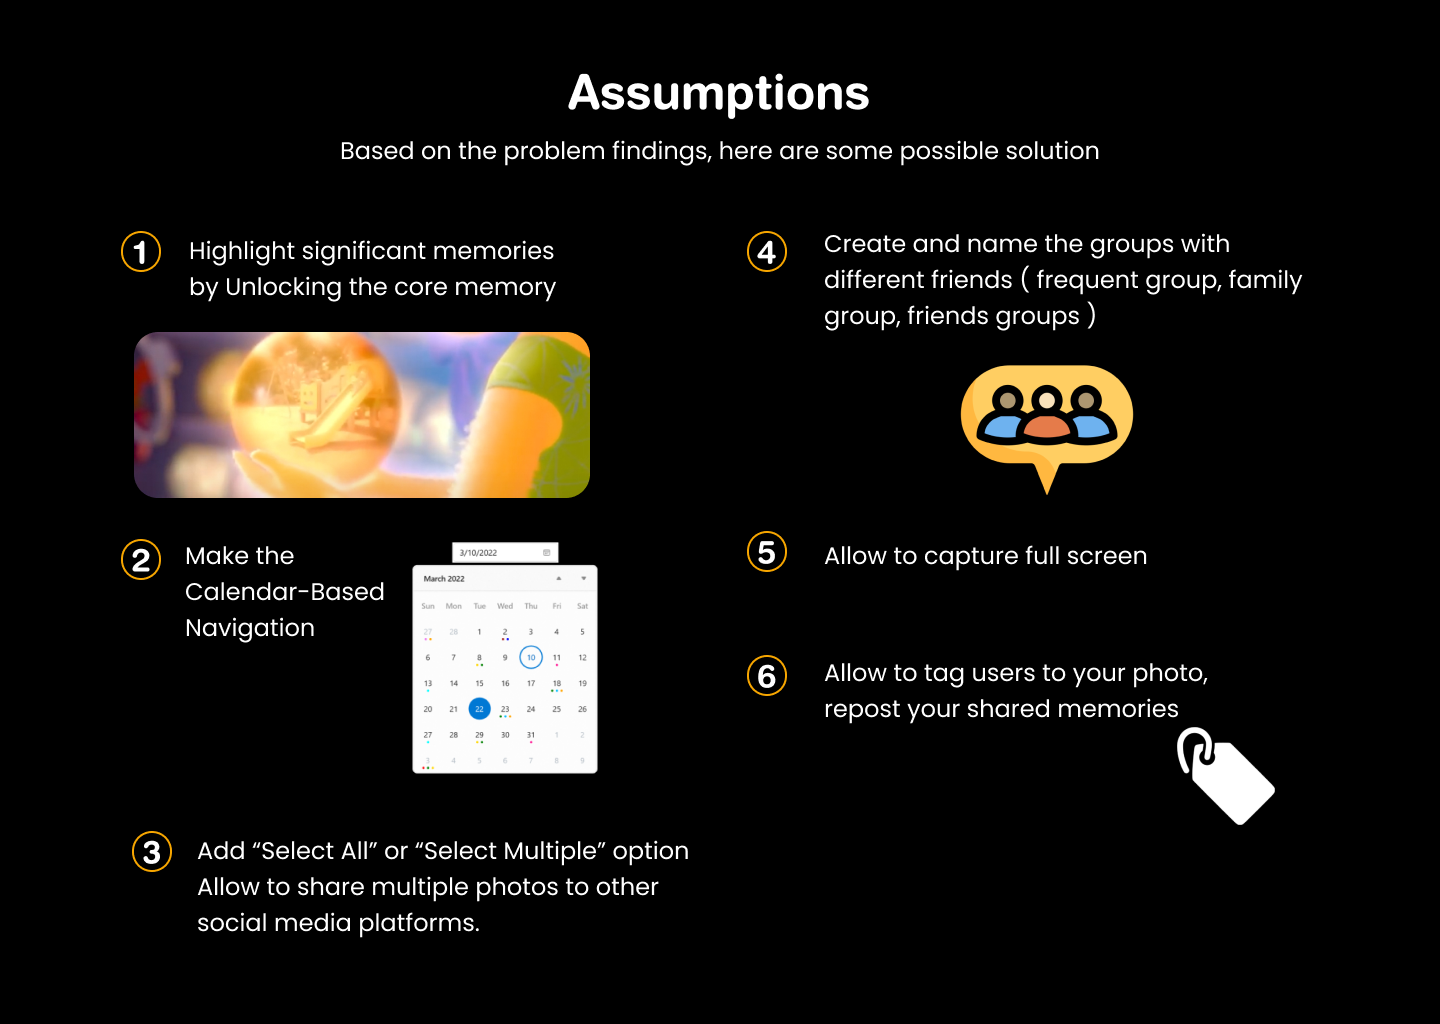 Assumptions
Based on the problem findings, here are some possible solution
1
Highlight significant memories
by Unlocking the core memory
2
Make the
Calendar-Based
Navigation
3/10/2022
March 2022
Sun Mon Tue Wed Thu Fri Sat
27 28 1 2 3 4 5
6 7 8 9 10 11 12
13 14 15 16 17 18 19
20 21 22 23 24 25 26
27 28 29 30 31 1 2
3 4 5 6 7 8 9
3
Add “Select All” or “Select Multiple” option
Allow to share multiple photos to other
social media platforms.
4
Create and name the groups with
different friends ( frequent group, family
group, friends groups )
5
Allow to capture full screen
6
Allow to tag users to your photo,
repost your shared memories